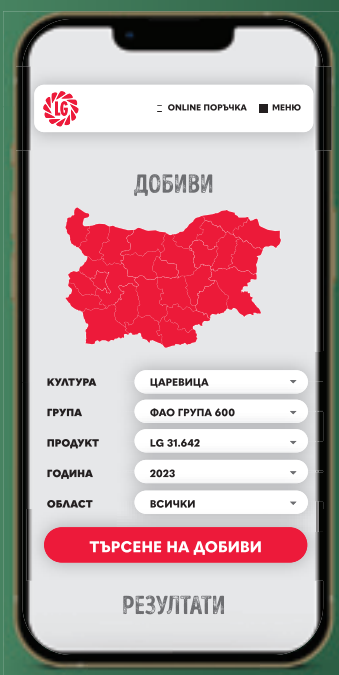 LG
ONLINE ПОРЪЧКА МЕНЮ
ДОБИВИ
КУЛТУРА ЦАРЕВИЦА
ГРУПА ФАО ГРУПА 600
ПРОДУКТ LG 31.642
ГОДИНА 2023
ОБЛАСТ ВСИЧКИ
ТЪРСЕНЕ НА ДОБИВИ
РЕЗУЛТАТИ